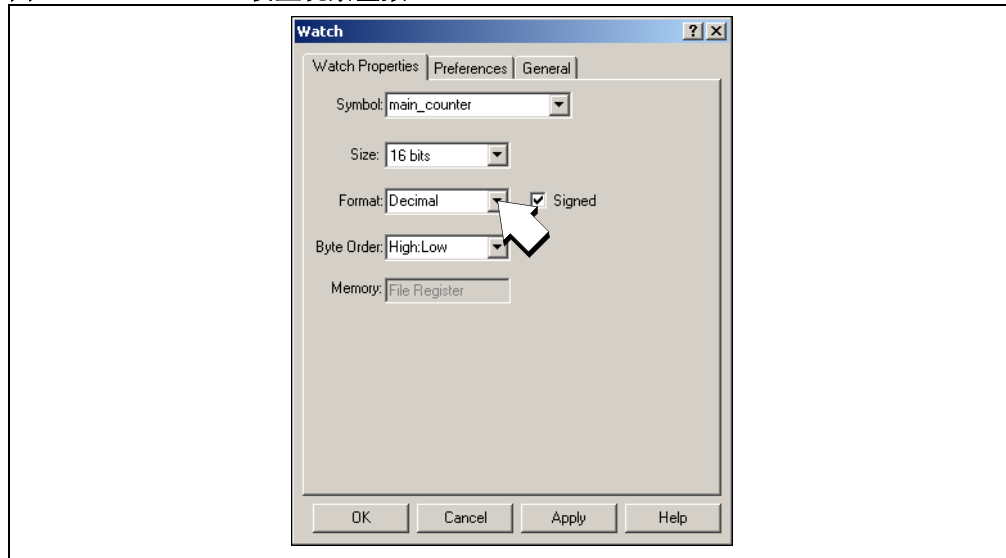 Watch
Watch Properties Preferences General
Symbol: main_counter
Size: 16 bits
Format: Decimal Signed
Byte Order: High:Low
Memory: File Register
OK Cancel Apply Help